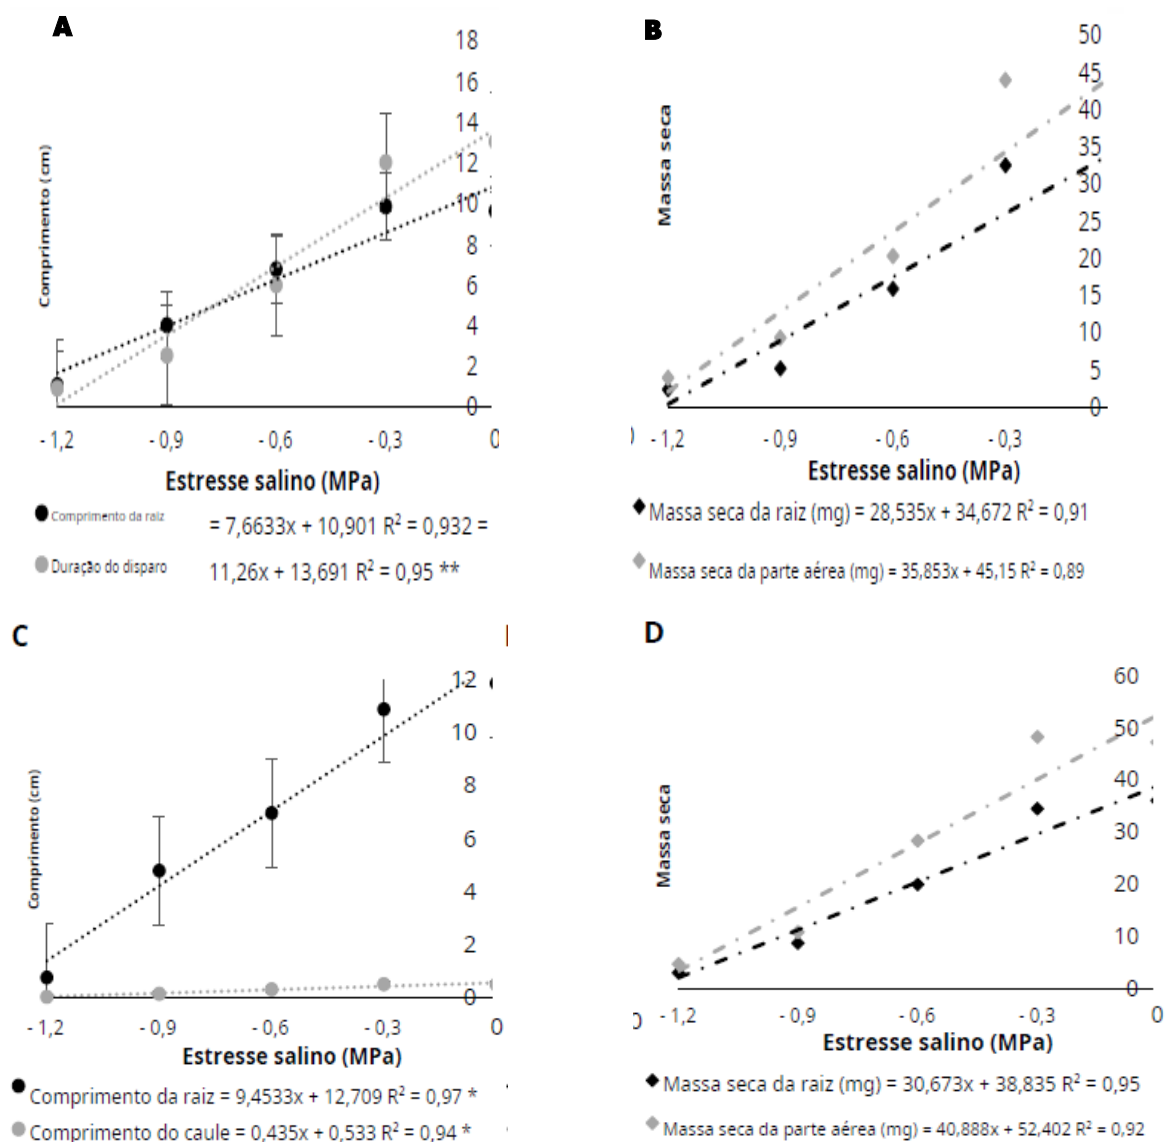 A
18
16
14
12
10
8
6
4
2
0
Comprimento (cm)
- 1,2 - 0,9 - 0,6 - 0,3 0
Estresse salino (MPa)
Comprimento da raiz = 7,6633x + 10,901 R² = 0,932 =
Duração do disparo 11,26x + 13,691 R² = 0,95 **
B
50
45
40
35
30
25
20
15
10
5
0
Massa seca
- 1,2 - 0,9 - 0,6 - 0,3
Estresse salino (MPa)
Massa seca da raiz (mg) = 28,535x + 34,672 R² = 0,91
Massa seca da parte aérea (mg) = 35,853x + 45,15 R² = 0,89
C
12
10
8
6
4
2
0
Comprimento (cm)
- 1,2 - 0,9 - 0,6 - 0,3 0
Estresse salino (MPa)
Comprimento da raiz = 9,4533x + 12,709 R² = 0,97 *
Comprimento do caule = 0,435x + 0,533 R² = 0,94 *
D
60
50
40
30
20
10
0
Massa seca
- 1,2 - 0,9 - 0,6 - 0,3 0
Estresse salino (MPa)
Massa seca da raiz (mg) = 30,673x + 38,835 R² = 0,95
Massa seca da parte aérea (mg) = 40,888x + 52,402 R² = 0,92